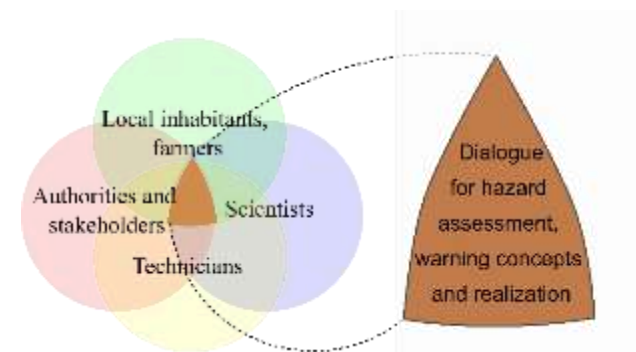 Local inhabitants,
farmers
Authorities and
stakeholders
Scientists
Technicians
Dialogue
for hazard
assessment,
warning concepts
and realization